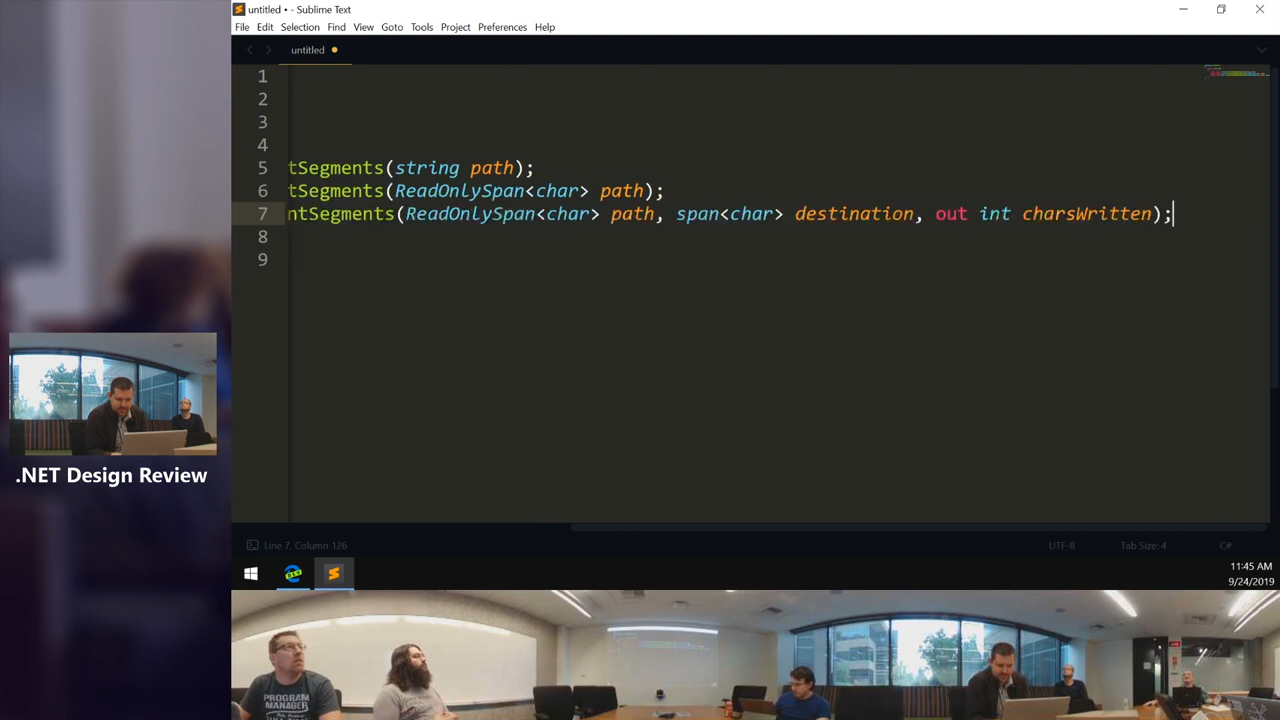 untitled • - Sublime Text
File Edit Selection Find View Goto Tools Project Preferences Help
untitled
1
2
3
4
5 tSegments(string path);
6 tSegments(ReadOnlySpan<char> path);
7 ntSegments(ReadOnlySpan<char> path, span<char> destination, out int charsWritten);
8
9
.NET Design Review
Line 7, Column 126 UTF-8 Tab Size: 4 C#
11:45 AM
9/24/2019
PROGRAM
MANAGER